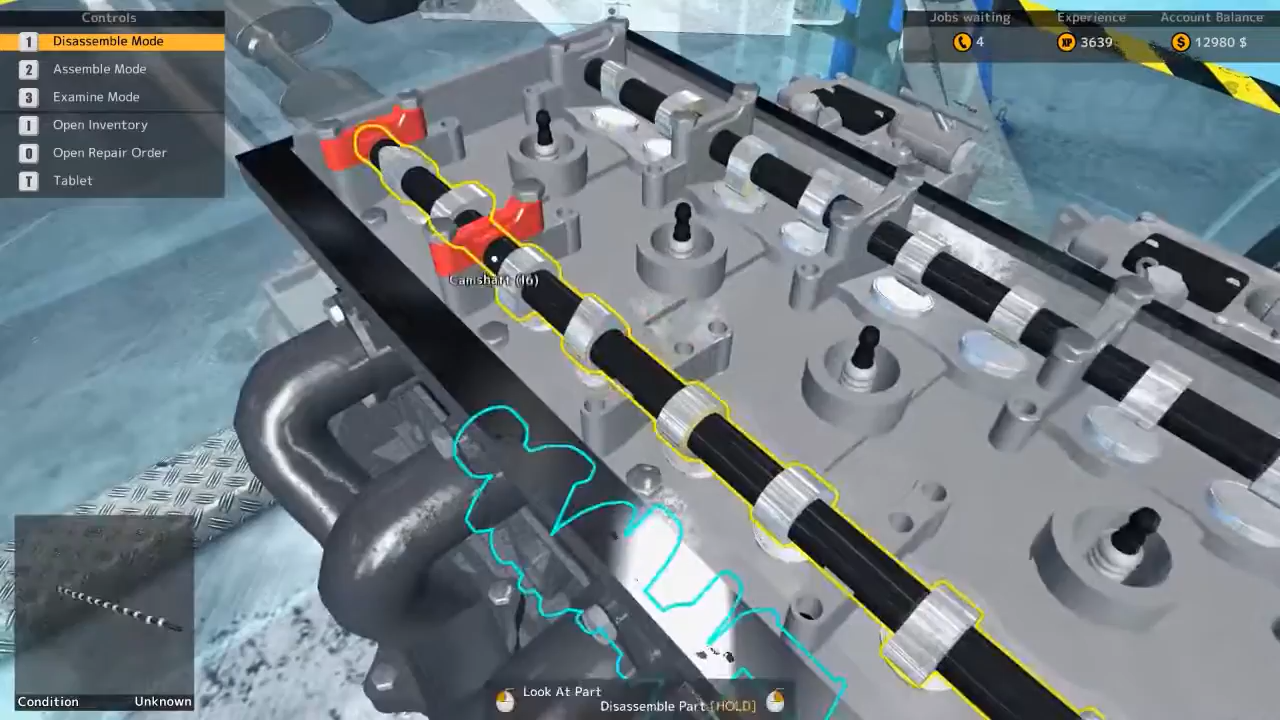 Controls
1 Disassemble Mode
2 Assemble Mode
3 Examine Mode
I Open Inventory
O Open Repair Order
T Tablet
Jobs waiting Experience Account Balance
4 XP 3639 $ 12980 $
Camshaft (I6)
Condition Unknown
Look At Part
Disassemble Part [HOLD]